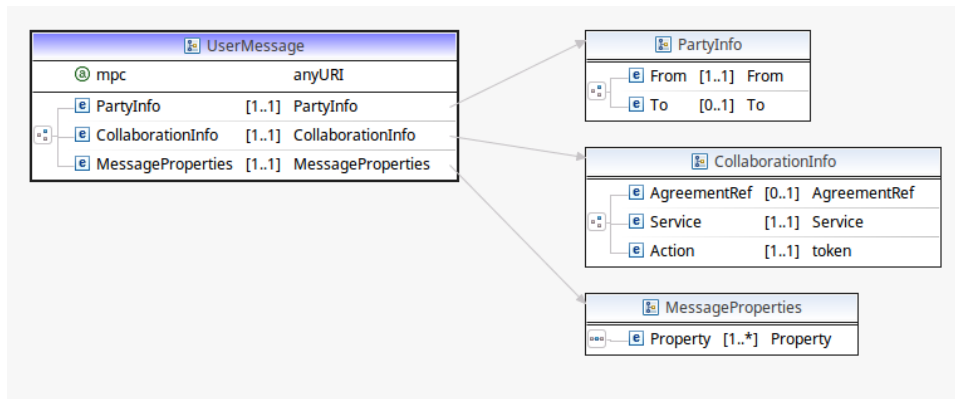 UserMessage
mpc anyURI
PartyInfo [1..1] PartyInfo
CollaborationInfo [1..1] CollaborationInfo
MessageProperties [1..1] MessageProperties
PartyInfo
From [1..1] From
To [0..1] To
CollaborationInfo
AgreementRef [0..1] AgreementRef
Service [1..1] Service
Action [1..1] token
MessageProperties
Property [1..*] Property